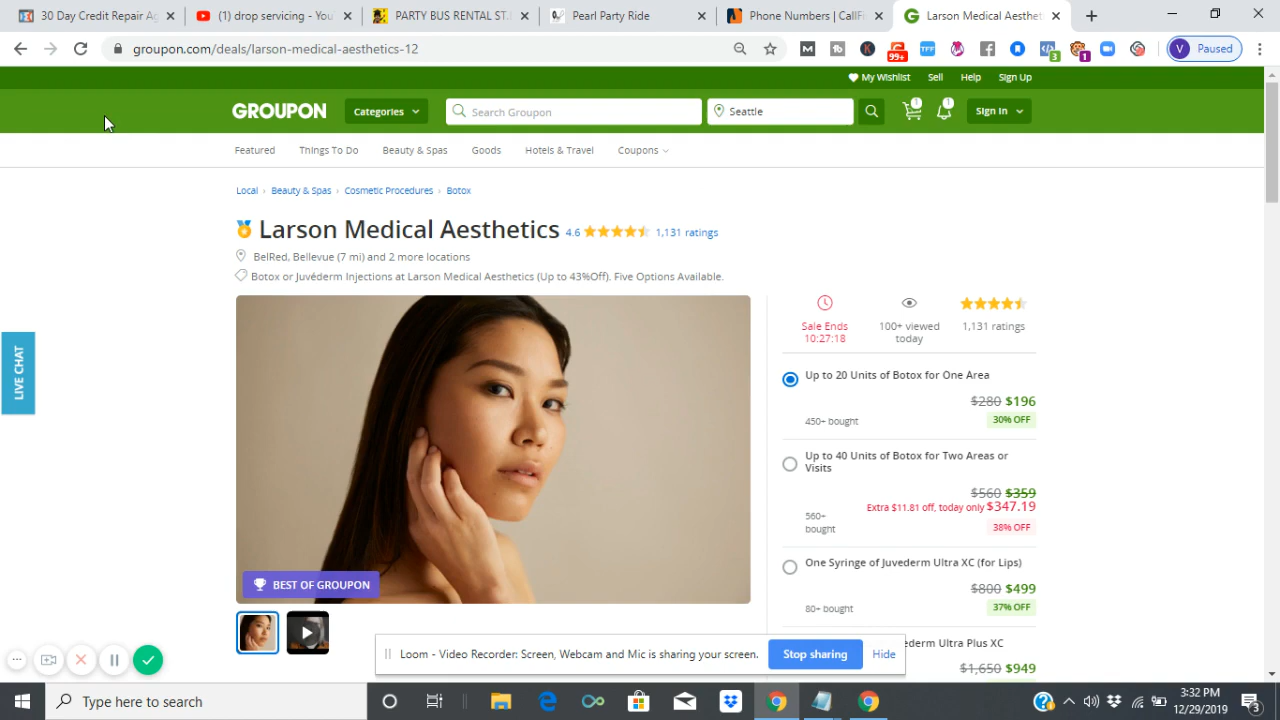 30 Day Credit Repair Ag
(1) drop servicing - You
PARTY BUS RENTAL ST.
Pearl Party Ride
Phone Numbers | CallFi
Larson Medical Aesthet
groupon.com/deals/larson-medical-aesthetics-12
99+
TFF
3
1
V Paused
My Wishlist Sell Help Sign Up
GROUPON
Categories
Search Groupon
Seattle
1
1
Sign In
Featured Things To Do Beauty & Spas Goods Hotels & Travel Coupons
Local › Beauty & Spas › Cosmetic Procedures › Botox
Larson Medical Aesthetics 4.6 1,131 ratings
BelRed, Bellevue (7 mi) and 2 more locations
Botox or Juvéderm Injections at Larson Medical Aesthetics (Up to 43%Off). Five Options Available.
Sale Ends
10:27:18
100+ viewed
today
1,131 ratings
Up to 20 Units of Botox for One Area
$280 $196
450+ bought
30% OFF
Up to 40 Units of Botox for Two Areas or
Visits
$560 $359
Extra $11.81 off, today only $347.19
560+
bought
38% OFF
One Syringe of Juvederm Ultra XC (for Lips)
$800 $499
80+ bought
37% OFF
ederm Ultra Plus XC
$1,650 $949
LIVE CHAT
BEST OF GROUPON
Loom - Video Recorder: Screen, Webcam and Mic is sharing your screen.
Stop sharing
Hide
Type here to search
3:32 PM
12/29/2019
3